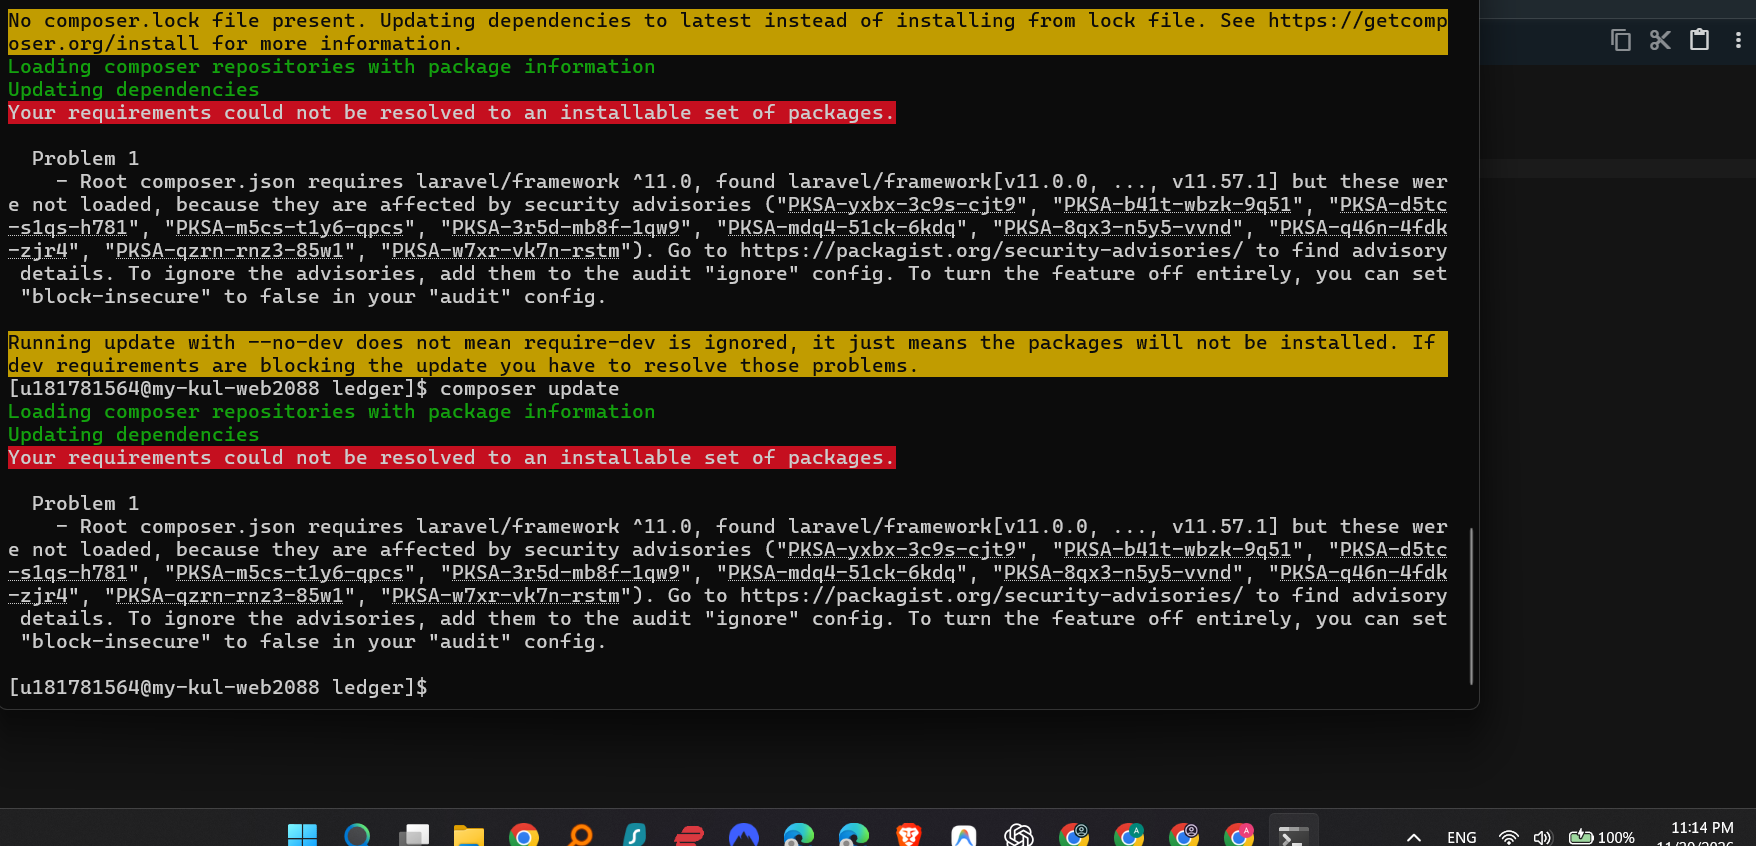 No composer.lock file present. Updating dependencies to latest instead of installing from lock file. See https://getcomp
oser.org/install for more information.
Loading composer repositories with package information
Updating dependencies
Your requirements could not be resolved to an installable set of packages.
Problem 1
- Root composer.json requires laravel/framework ^11.0, found laravel/framework[v11.0.0, ..., v11.57.1] but these wer
e not loaded, because they are affected by security advisories ("PKSA-yxbx-3c9s-cjt9", "PKSA-b41t-wbzk-9q51", "PKSA-d5tc
-s1qs-h781", "PKSA-m5cs-t1y6-qpcs", "PKSA-3r5d-mb8f-1qw9", "PKSA-mdq4-51ck-6kdq", "PKSA-8qx3-n5y5-vvnd", "PKSA-q46n-4fdk
-zjr4", "PKSA-qzrn-rnz3-85w1", "PKSA-w7xr-vk7n-rstm"). Go to https://packagist.org/security-advisories/ to find advisory
details. To ignore the advisories, add them to the audit "ignore" config. To turn the feature off entirely, you can set
"block-insecure" to false in your "audit" config.
Running update with --no-dev does not mean require-dev is ignored, it just means the packages will not be installed. If
dev requirements are blocking the update you have to resolve those problems.
[u181781564@my-kul-web2088 ledger]$ composer update
Loading composer repositories with package information
Updating dependencies
Your requirements could not be resolved to an installable set of packages.
Problem 1
- Root composer.json requires laravel/framework ^11.0, found laravel/framework[v11.0.0, ..., v11.57.1] but these wer
e not loaded, because they are affected by security advisories ("PKSA-yxbx-3c9s-cjt9", "PKSA-b41t-wbzk-9q51", "PKSA-d5tc
-s1qs-h781", "PKSA-m5cs-t1y6-qpcs", "PKSA-3r5d-mb8f-1qw9", "PKSA-mdq4-51ck-6kdq", "PKSA-8qx3-n5y5-vvnd", "PKSA-q46n-4fdk
-zjr4", "PKSA-qzrn-rnz3-85w1", "PKSA-w7xr-vk7n-rstm"). Go to https://packagist.org/security-advisories/ to find advisory
details. To ignore the advisories, add them to the audit "ignore" config. To turn the feature off entirely, you can set
"block-insecure" to false in your "audit" config.
[u181781564@my-kul-web2088 ledger]$
ENG
100%
11:14 PM